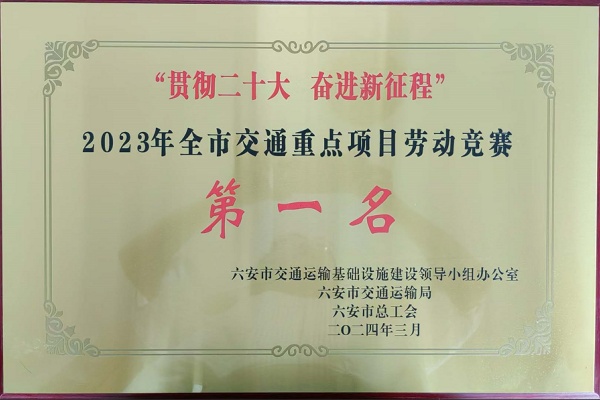 “贯彻二十大 奋进新征程”
2023年全市交通重点项目劳动竞赛
第一名
六安市交通运输基础设施建设领导小组办公室
六安市交通运输局
六安市总工会
二〇二四年三月